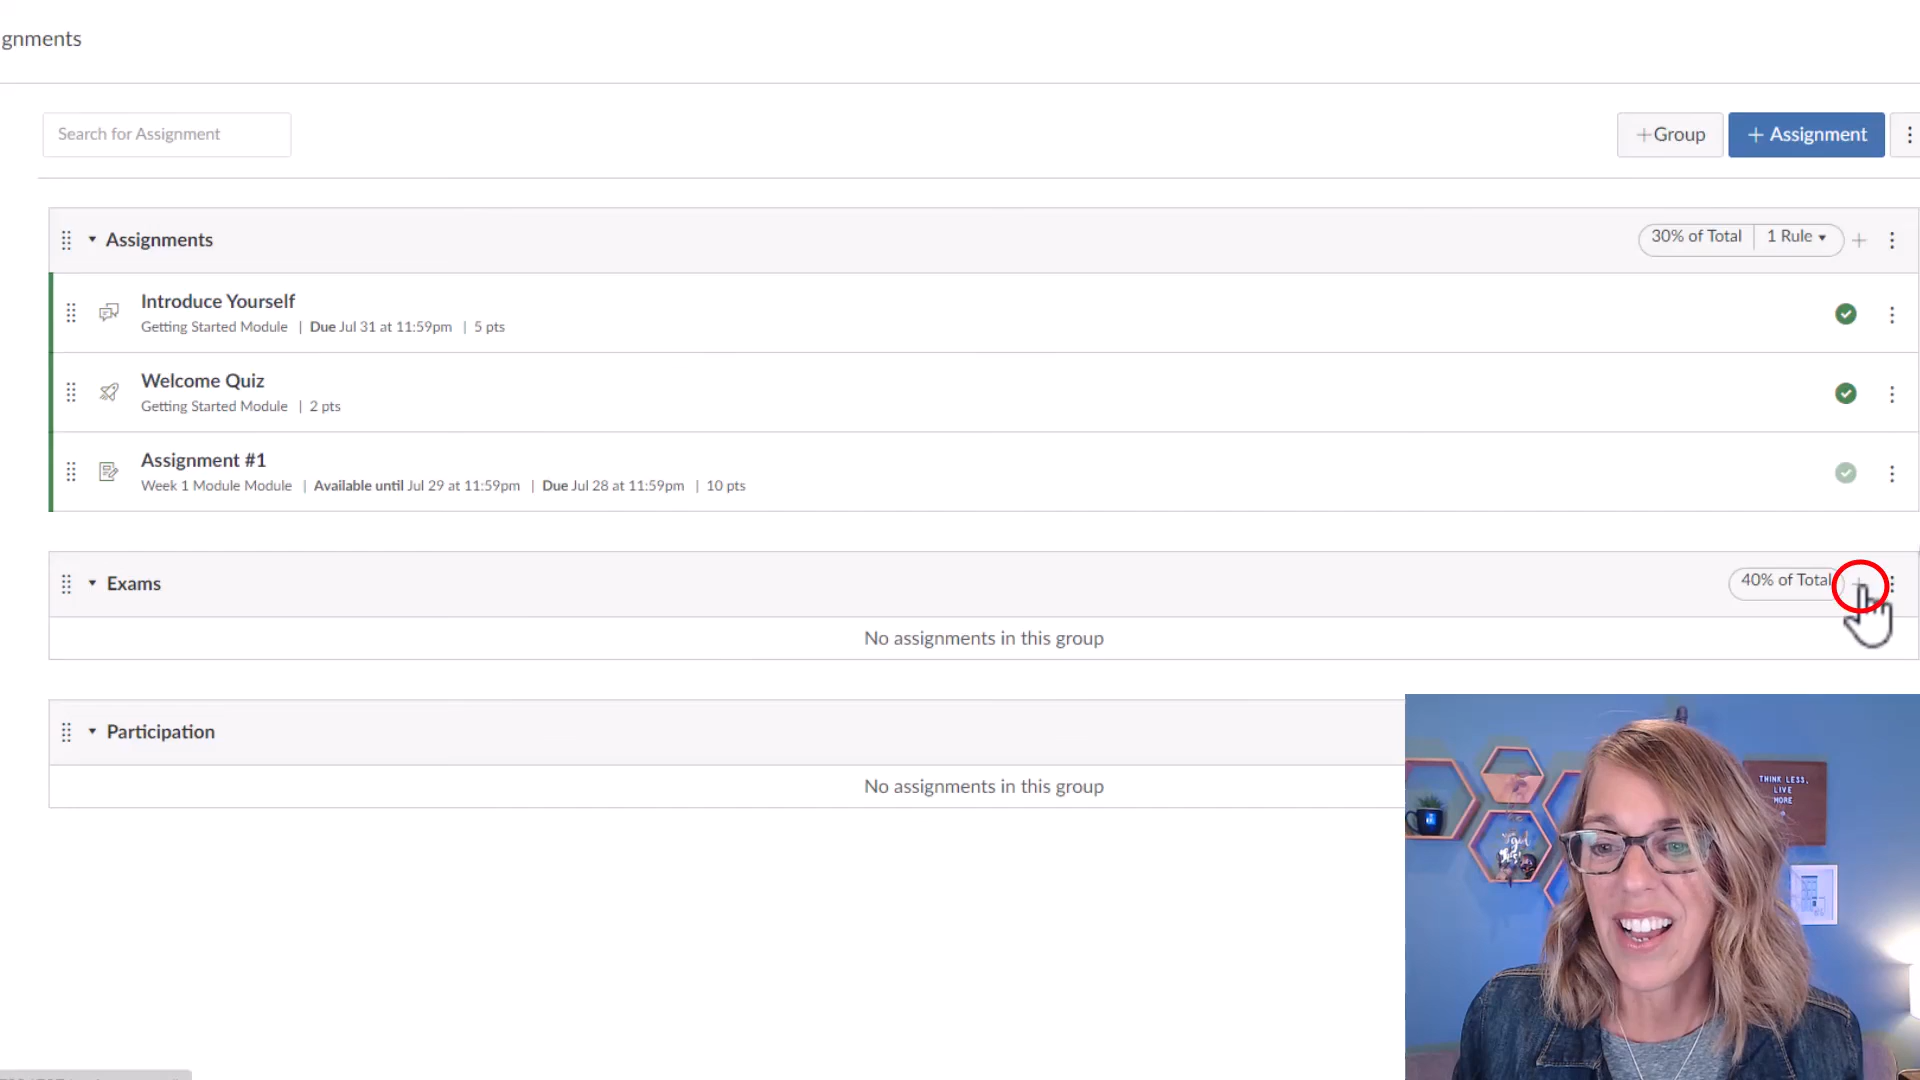 gnments
Search for Assignment
+Group
+ Assignment
Assignments
30% of Total
1 Rule
Introduce Yourself
Getting Started Module | Due Jul 31 at 11:59pm | 5 pts
Welcome Quiz
Getting Started Module | 2 pts
Assignment #1
Week 1 Module Module | Available until Jul 29 at 11:59pm | Due Jul 28 at 11:59pm | 10 pts
Exams
40% of Total
No assignments in this group
Participation
No assignments in this group
THINK LESS,
LIVE
MORE